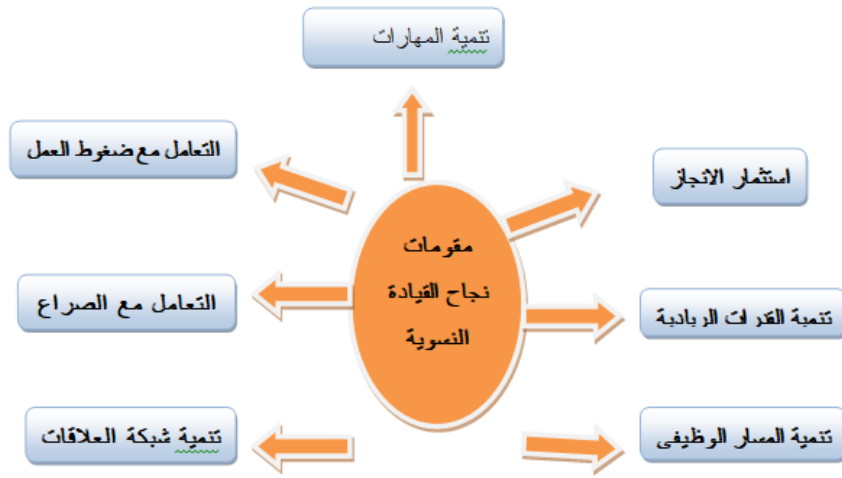 تنمية المهارات
التعامل مع ضغوط العمل
استثمار الانجاز
مقومات
نجاح القيادة
النسوية
التعامل مع الصراع
تنمية القدرات الريادية
تنمية شبكة العلاقات
تنمية المسار الوظيفى